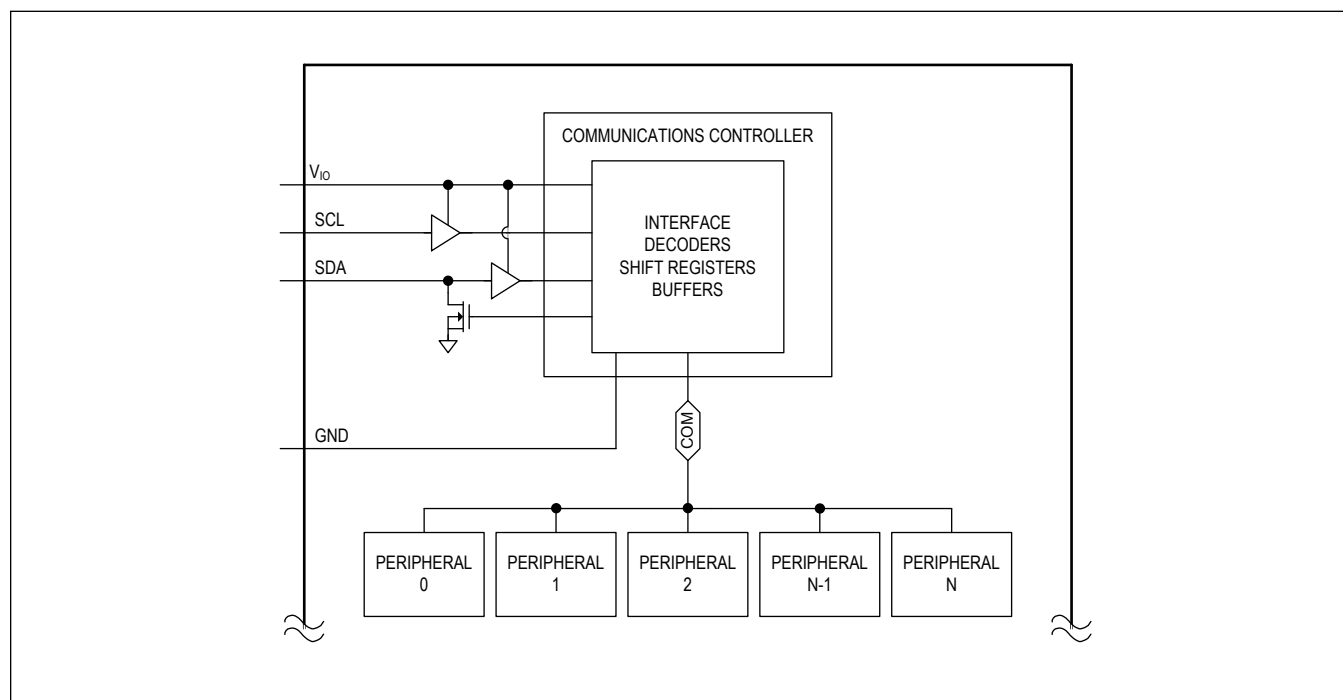 COMMUNICATIONS CONTROLLER
VIO
SCL
SDA
INTERFACE
DECODERS
SHIFT REGISTERS
BUFFERS
GND
COM
PERIPHERAL
0
PERIPHERAL
1
PERIPHERAL
2
PERIPHERAL
N-1
PERIPHERAL
N